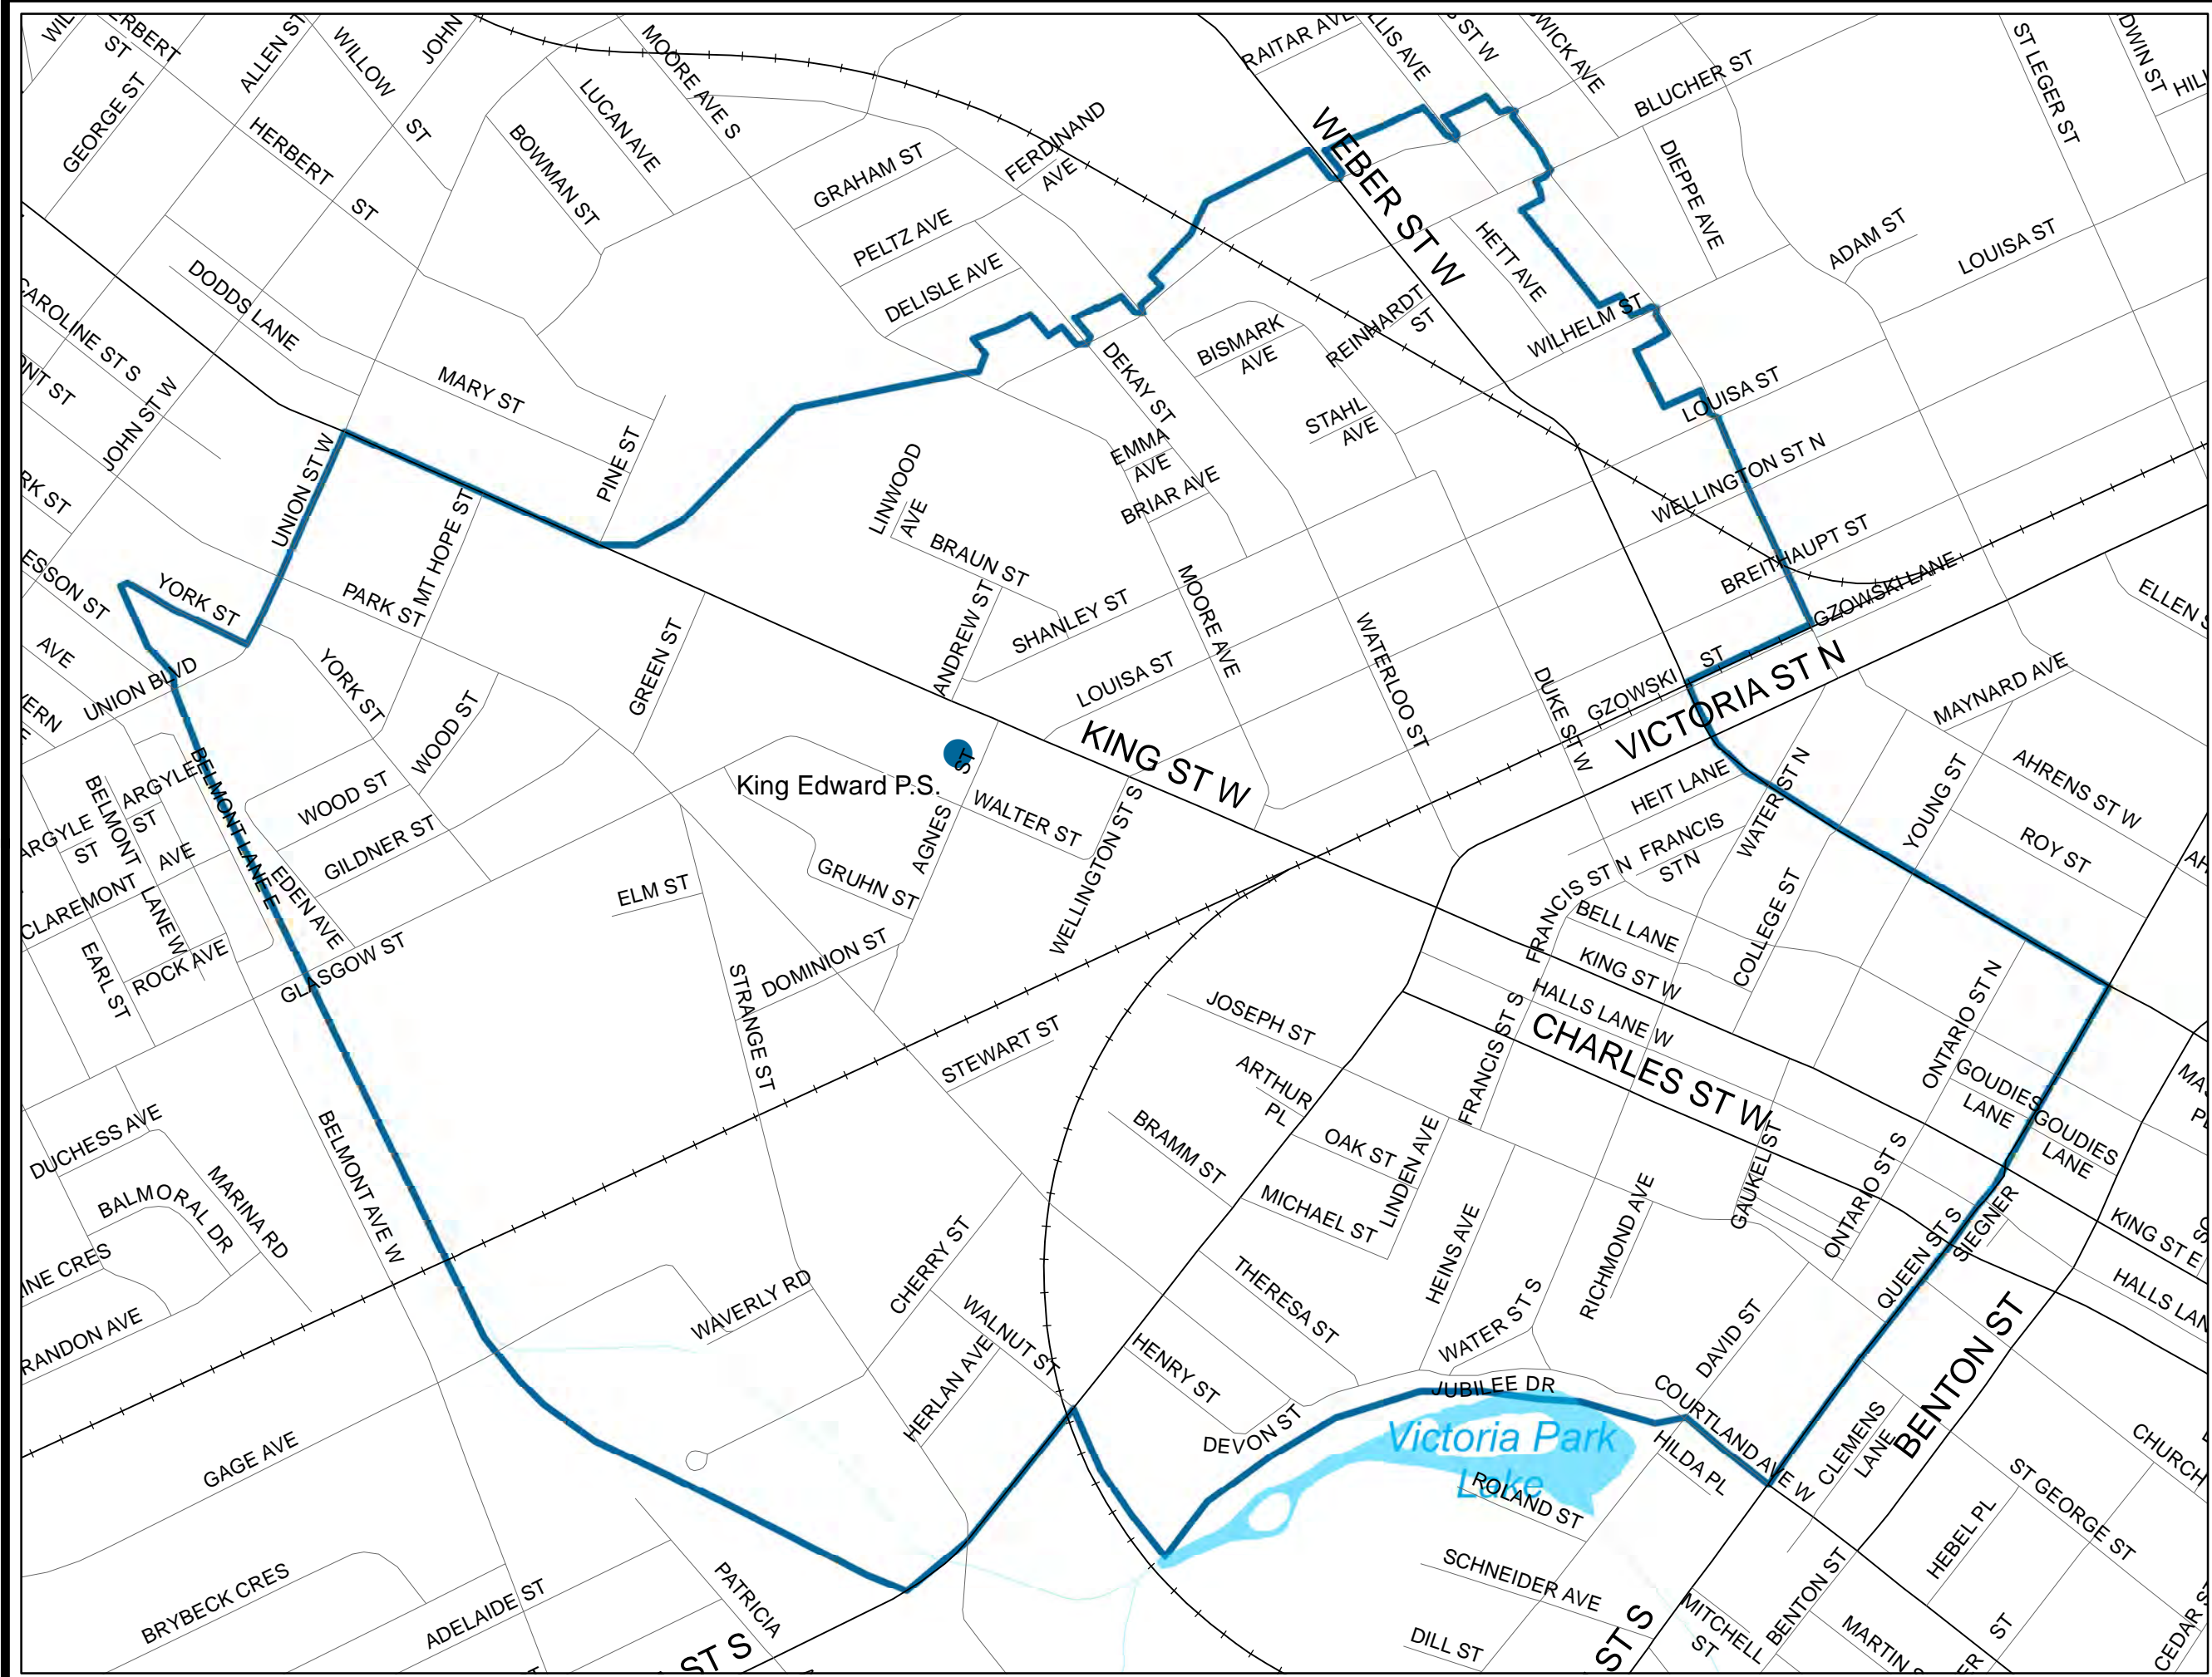 HERBERT
ST
ALLEN ST
WILLOW
ST
JOHN
MOORE AVE S
RAITAR AVE
ST W
BLUCHER ST
ST LEGER ST
GEORGE ST
HERBERT
ST
LUCAN AVE
BOWMAN ST
GRAHAM ST
FERDINAND
AVE
WEBER ST W
DIEPPE AVE
PELTZ AVE
DELISLE AVE
HETT AVE
ADAM ST
LOUISA ST
DODDS LANE
CAROLINE ST S
MARY ST
JOHN ST W
BISMARK
AVE
REINHARDT
ST
WILHELM ST
DEKAY ST
STAHL
AVE
LOUISA ST
UNION ST W
PINE ST
MT HOPE ST
LINWOOD
AVE
EMMA
AVE
BRIAR AVE
WELLINGTON ST N
BREITHAUPT ST
GZOWSKI LANE
YORK ST
PARK ST
BRAUN ST
ANDREW ST
SHANLEY ST
MOORE AVE
WATERLOO ST
DUKE ST W
GZOWSKI
ST
VICTORIA ST N
AVE
UNION BLVD
YORK ST
GREEN ST
WOOD ST
LOUISA ST
MAYNARD AVE
KING ST W
King Edward P.S.
ARGYLE
ST
ARGYLE
ST
BELMONT
LANE W
BELMONT LANE E
WOOD ST
GILDNER ST
EDEN AVE
CLAREMONT
AVE
ROCK AVE
EARL ST
GLASGOW ST
ELM ST
GRUHN ST
AGNES
ST
WALTER ST
WELLINGTON ST S
DOMINION ST
STRANGE ST
STEWART ST
HEIT LANE
FRANCIS
ST N
FRANCIS ST N
WATER ST N
BELL LANE
COLLEGE ST
YOUNG ST
AHRENS ST W
ROY ST
KING ST W
HALLS LANE W
CHARLES ST W
ONTARIO ST N
GOUDIES
LANE
GOUDIES
LANE
JOSEPH ST
ARTHUR
PL
FRANCIS ST S
OAK ST
LINDEN AVE
BRAMM ST
MICHAEL ST
GAUKEL ST
ONTARIO ST S
QUEEN ST S
SIEGNER
KING ST E
DUCHESS AVE
BALMORAL DR
MARINA RD
BELMONT AVE W
WAVERLY RD
CHERRY ST
WALNUT ST
HERLAN AVE
HENRY ST
THERESA ST
HEINS AVE
WATER ST S
RICHMOND AVE
DAVID ST
JUBILEE DR
DEVON ST
COURTLAND AVE W
HILDA PL
CLEMENS
LANE
BENTON ST
Victoria Park
Lake
ROLAND ST
SCHNEIDER AVE
DILL ST
ST S
MITCHELL
ST
BENTON ST
HEBEL PL
ST GEORGE ST
CHURCH
GAGE AVE
BRYBECK CRES
ADELAIDE ST
PATRICIA
ST S
ST